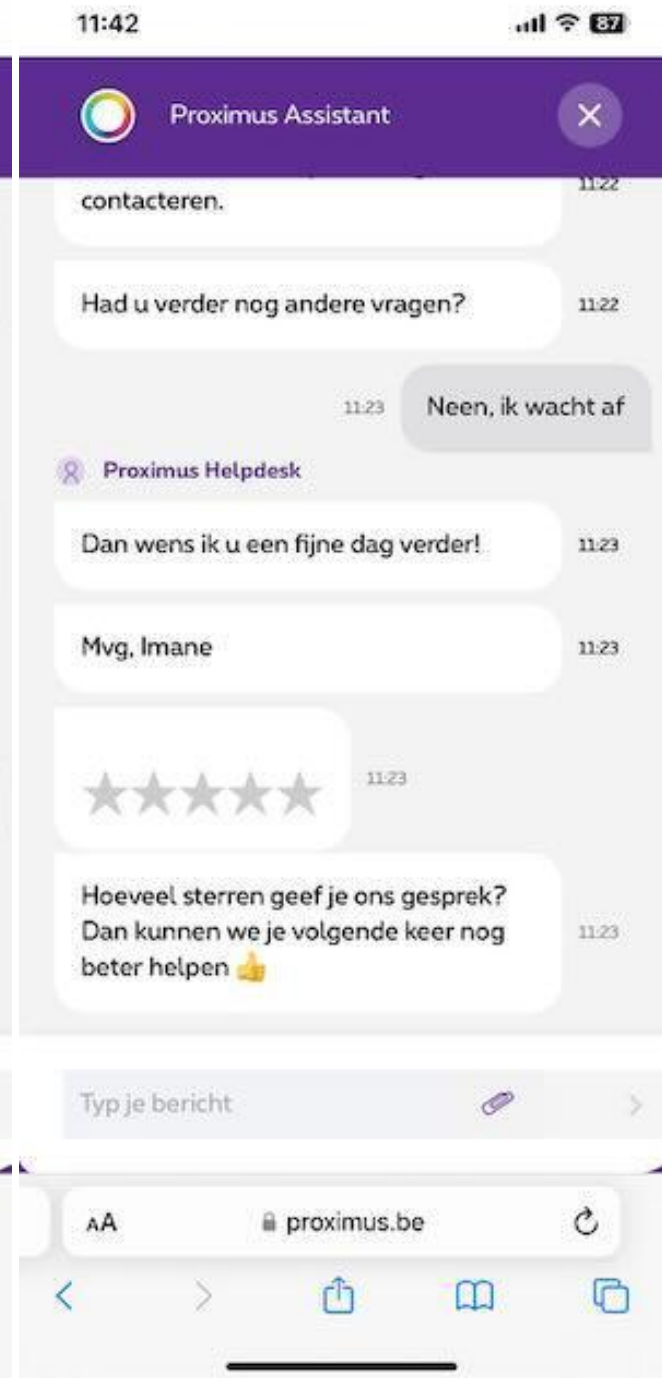 11:42
87
Proximus Assistant
contacteren.
11:22
Had u verder nog andere vragen?
11:22
11:23
Neen, ik wacht af
Proximus Helpdesk
Dan wens ik u een fijne dag verder!
11:23
Mvg, Imane
11:23
11:23
Hoeveel sterren geef je ons gesprek?
Dan kunnen we je volgende keer nog
beter helpen 👍
11:23
Typ je bericht
AA
proximus.be